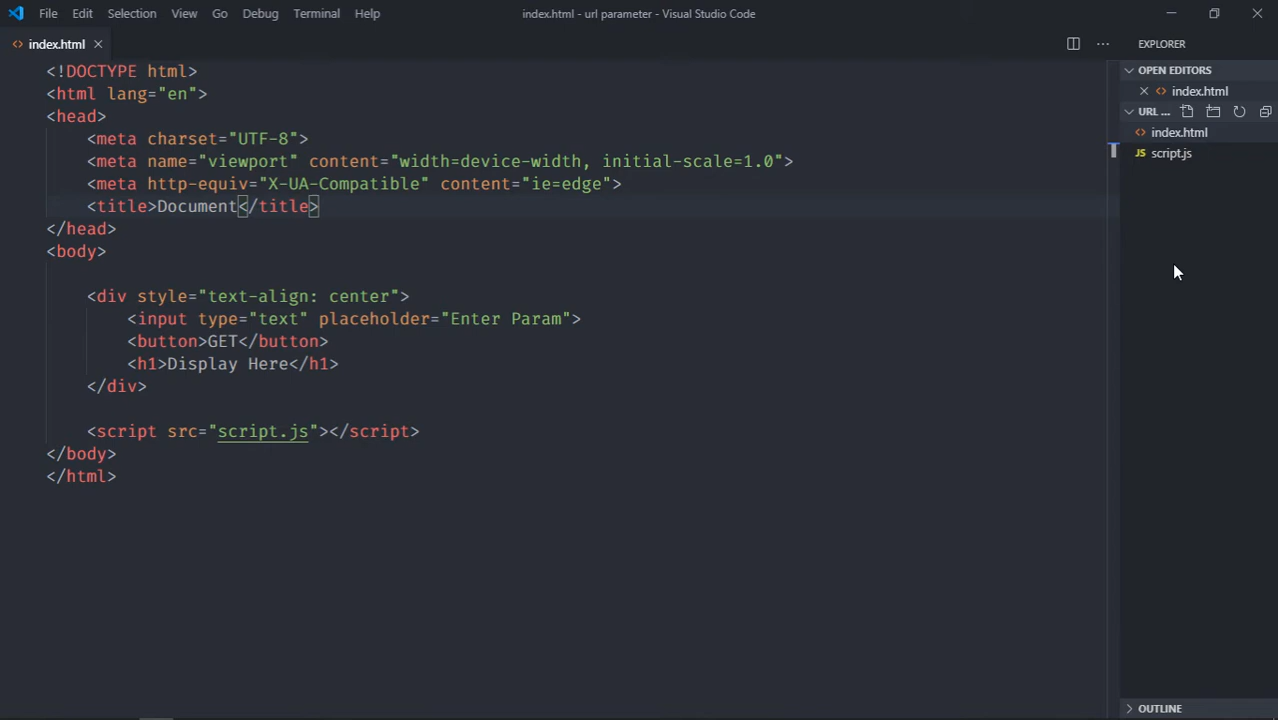 File Edit Selection View Go Debug Terminal Help index.html - url parameter - Visual Studio Code
index.html
<!DOCTYPE html>
<html lang="en">
<head>
    <meta charset="UTF-8">
    <meta name="viewport" content="width=device-width, initial-scale=1.0">
    <meta http-equiv="X-UA-Compatible" content="ie=edge">
    <title>Document</title>
</head>
<body>
    <div style="text-align: center">
        <input type="text" placeholder="Enter Param">
        <button>GET</button>
        <h1>Display Here</h1>
    </div>
    <script src="script.js"></script>
</body>
</html>
EXPLORER
OPEN EDITORS
index.html
URL ...
index.html
JS script.js
OUTLINE